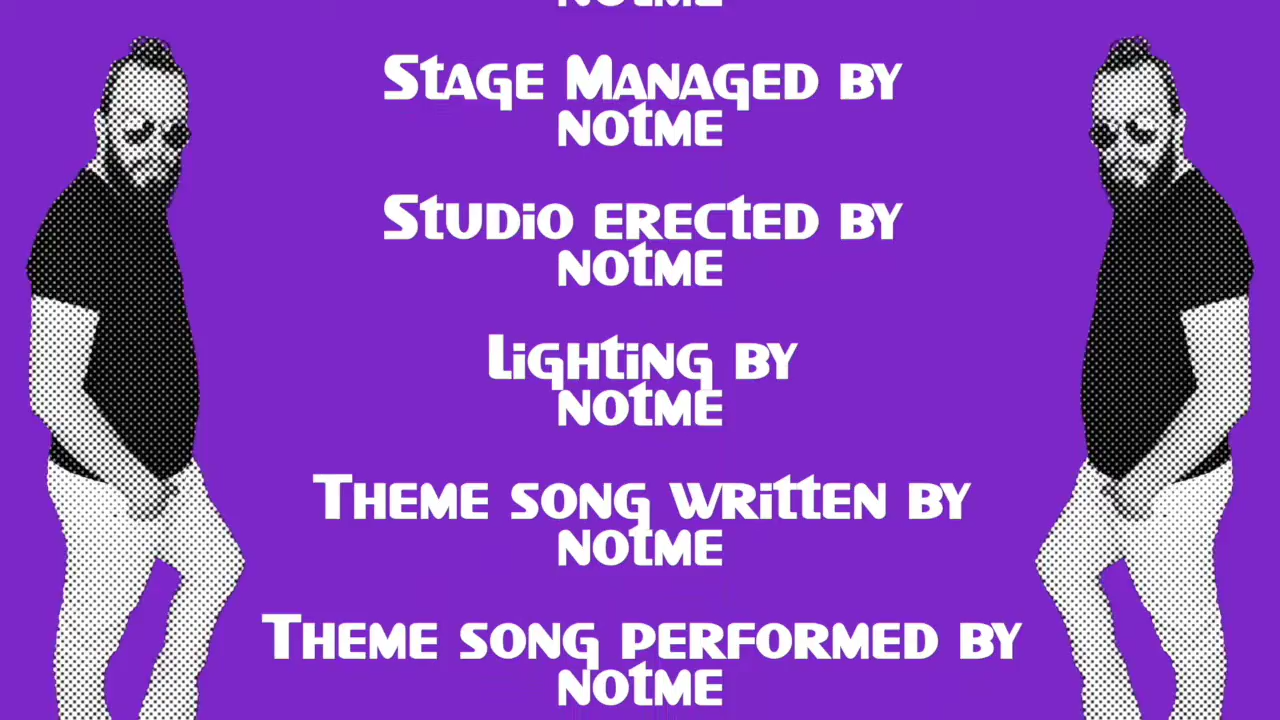 notme
Stage Managed by
notme
Studio erected by
notme
Lighting by
notme
Theme song written by
notme
Theme song performed by
notme